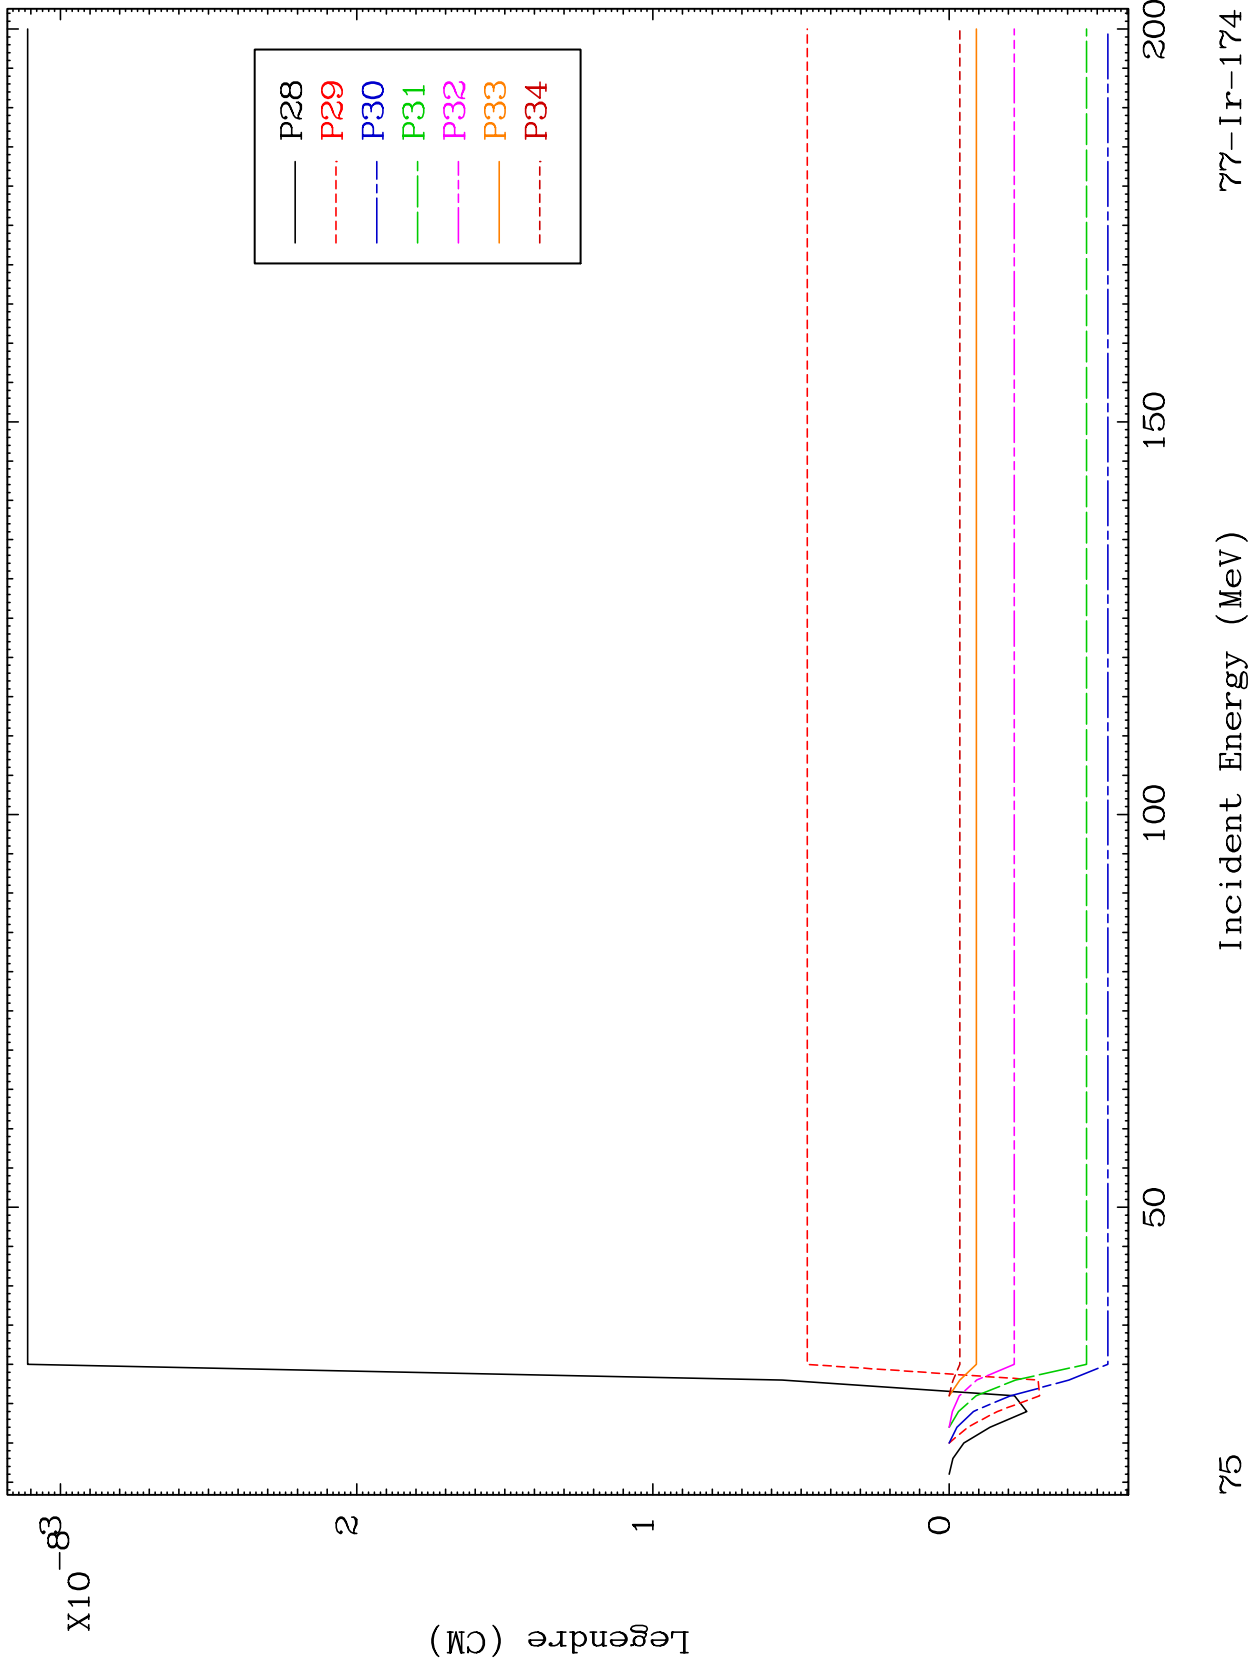 X10
-8
3
2
1
0
Legendre (CM)
P28
P29
P30
P31
P32
P33
P34
50
100
150
200
Incident Energy (MeV)
75
77-Ir-174